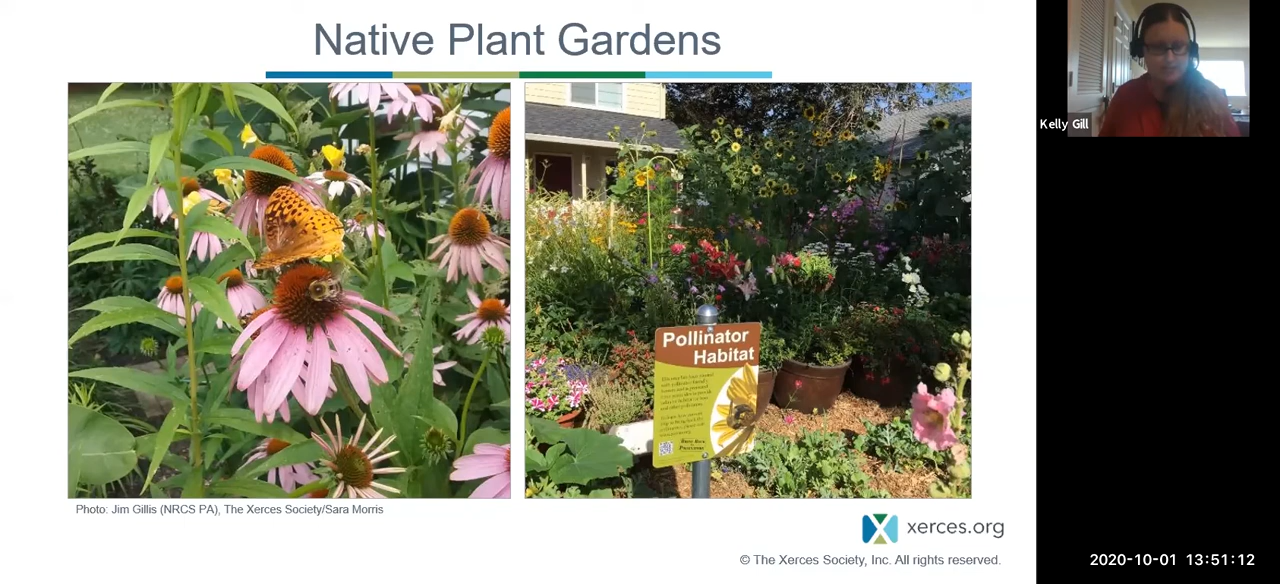 Native Plant Gardens
Kelly Gill
Pollinator
Habitat
Photo: Jim Gillis (NRCS PA), The Xerces Society/Sara Morris
xerces.org
© The Xerces Society, Inc. All rights reserved.
2020-10-01 13:51:12